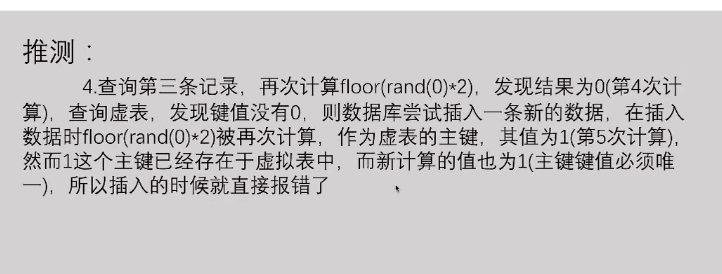 推测：
4.查询第三条记录，再次计算floor(rand(0)*2)，发现结果为0(第4次计
算)，查询虚表，发现键值没有0，则数据库尝试插入一条新的数据，在插入
数据时floor(rand(0)*2)被再次计算，作为虚表的主键，其值为1(第5次计算)，
然而1这个主键已经存在于虚拟表中，而新计算的值也为1(主键键值必须唯
一)，所以插入的时候就直接报错了